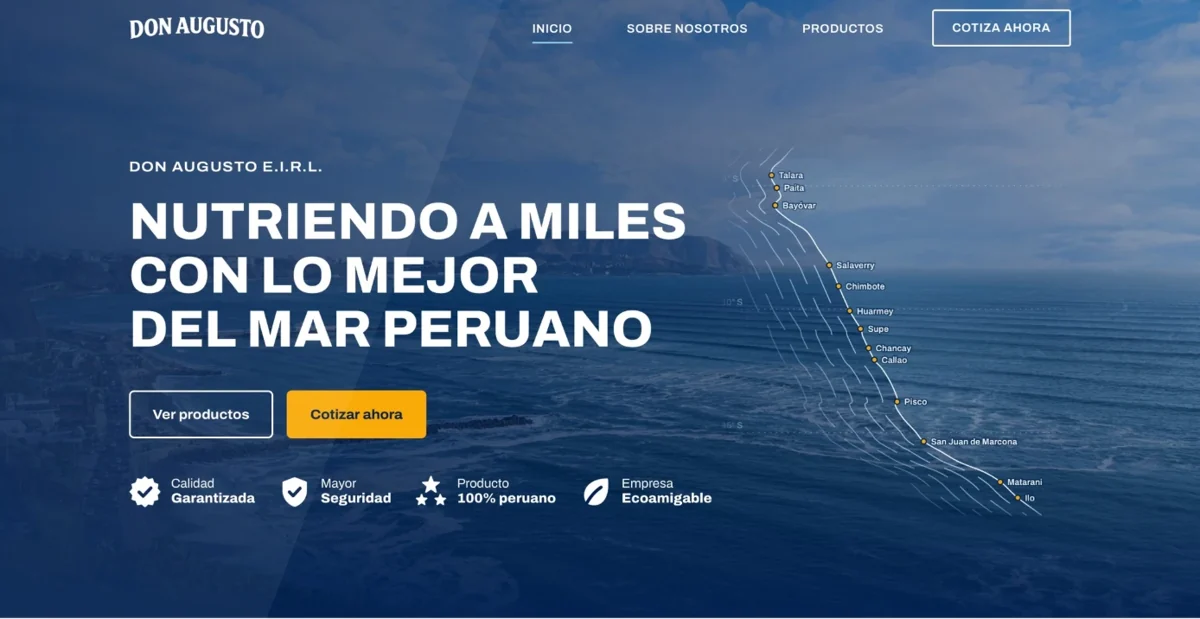 DON AUGUSTO
INICIO
SOBRE NOSOTROS
PRODUCTOS
COTIZA AHORA
DON AUGUSTO E.I.R.L.
NUTRIENDO A MILES
CON LO MEJOR
DEL MAR PERUANO
Ver productos
Cotizar ahora
Calidad
Garantizada
Mayor
Seguridad
Producto
100% peruano
Empresa
Ecoamigable
Talara
Paita
Bayóvar
Salaverry
Chimbote
10° S
Huarmey
Supe
Chancay
Callao
Pisco
San Juan de Marcona
Matarani
Ilo